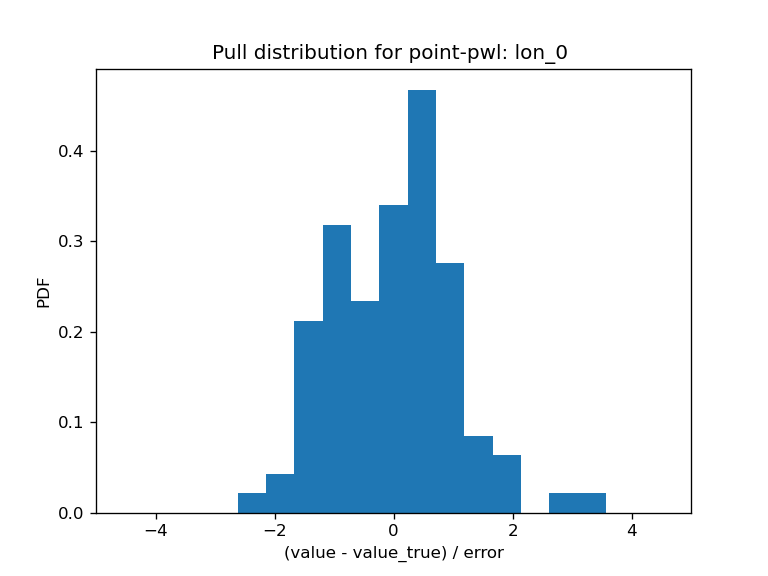 Pull distribution for point-pwl: lon_0
PDF
0.4
0.3
0.2
0.1
0.0
−4 −2 0 2 4
(value - value_true) / error